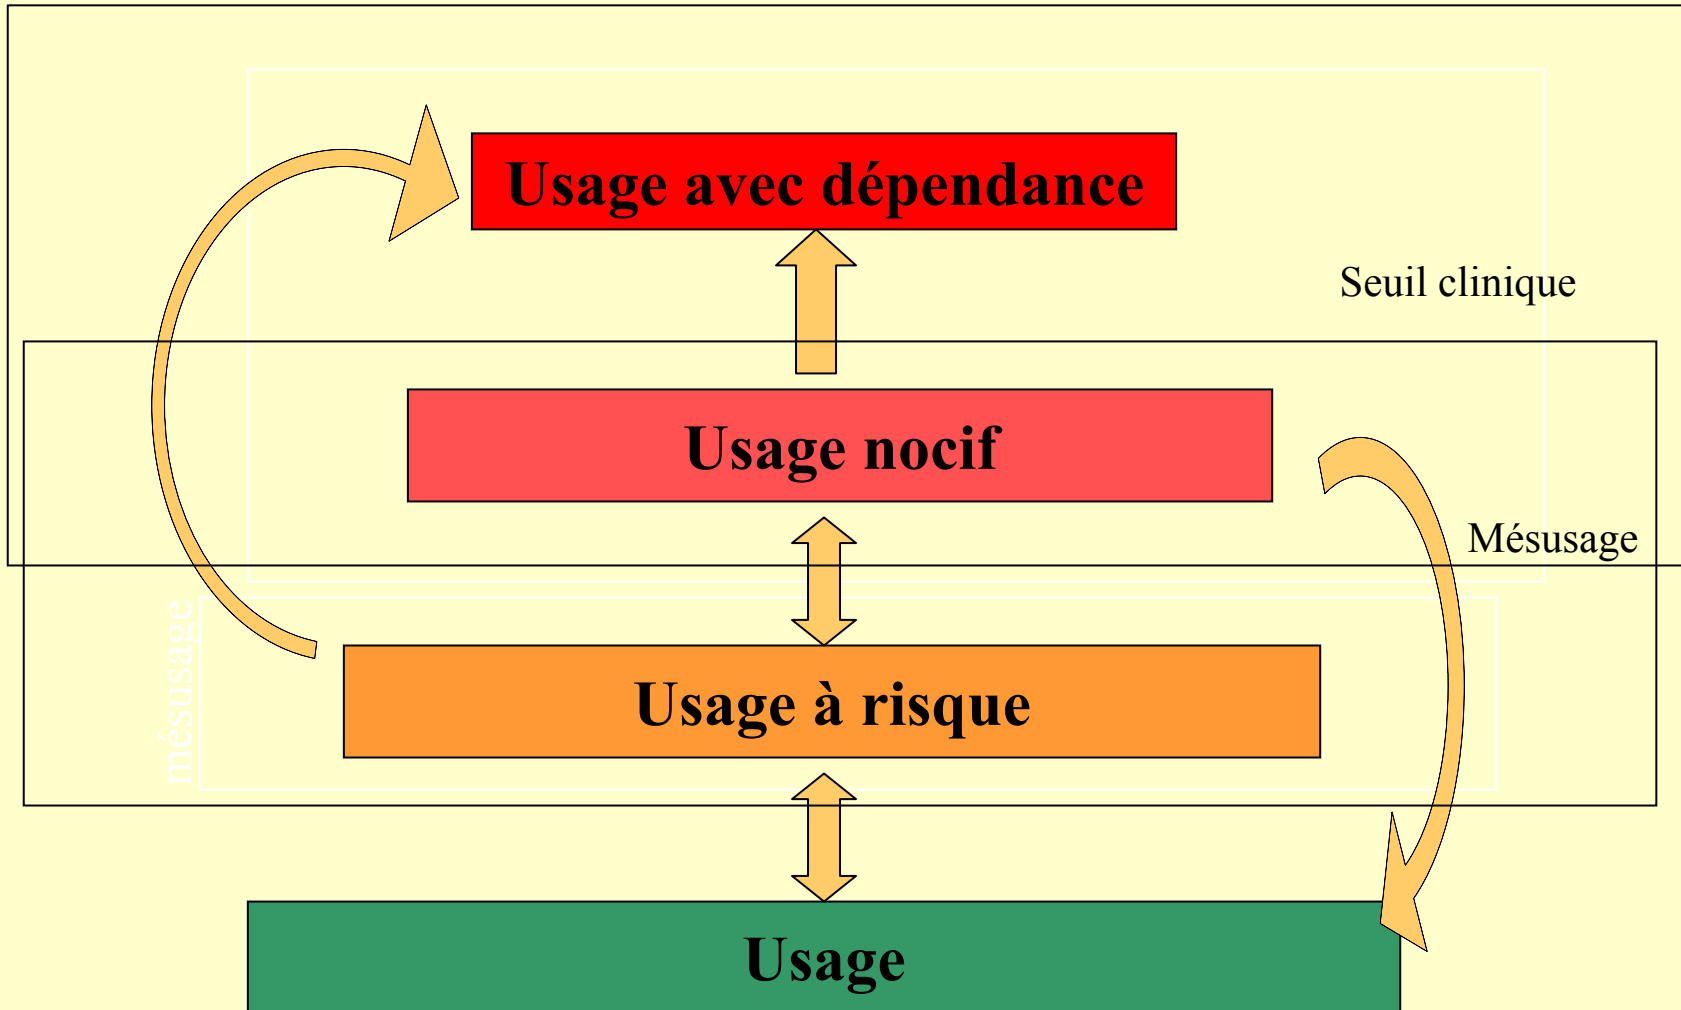 Usage avec dépendance
Seuil clinique
Usage nocif
Mésusage
mésusage
Usage à risque
Usage